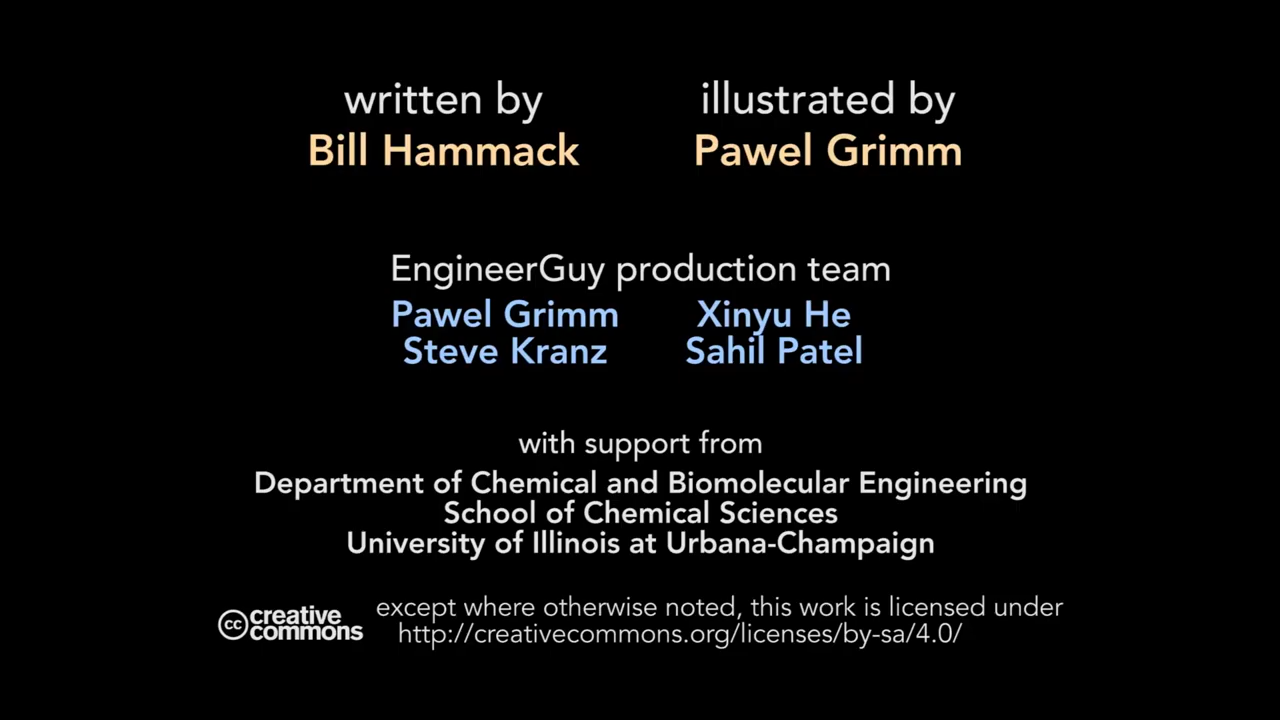 written by
Bill Hammack
illustrated by
Pawel Grimm
EngineerGuy production team
Pawel Grimm
Xinyu He
Steve Kranz
Sahil Patel
with support from
Department of Chemical and Biomolecular Engineering
School of Chemical Sciences
University of Illinois at Urbana-Champaign
cc creative
commons
except where otherwise noted, this work is licensed under
http://creativecommons.org/licenses/by-sa/4.0/